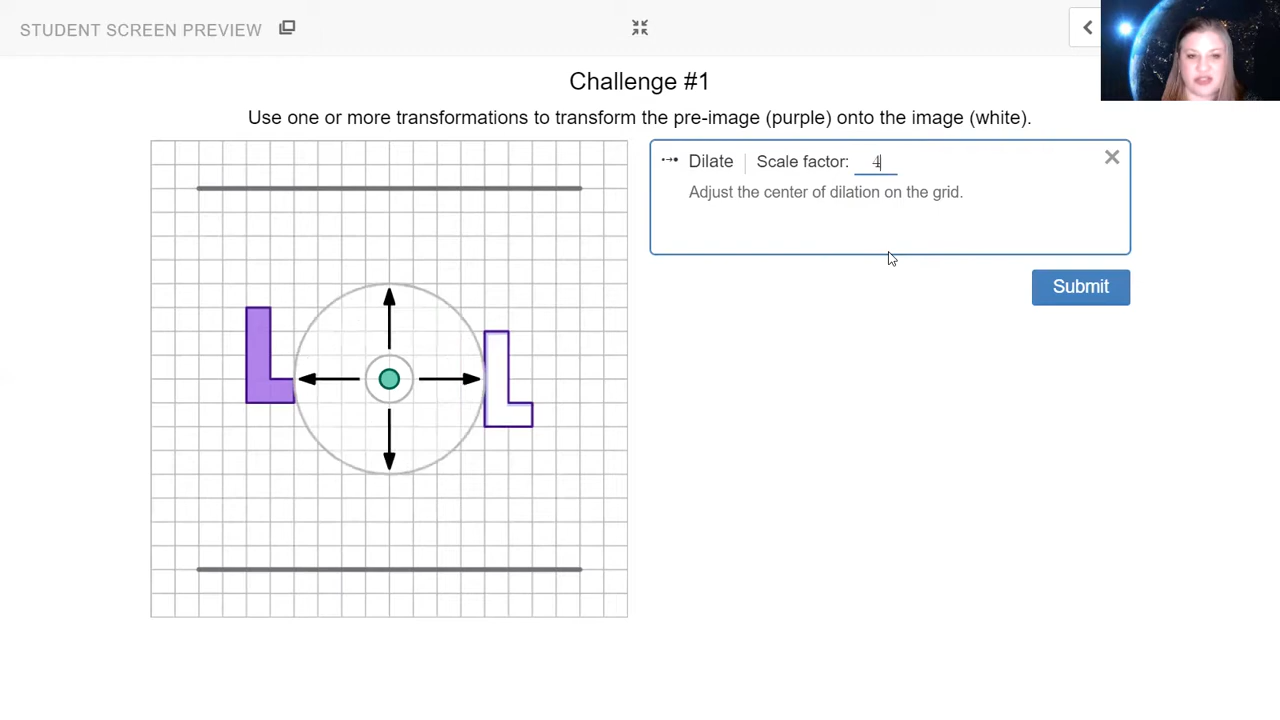 STUDENT SCREEN PREVIEW
Challenge #1
Use one or more transformations to transform the pre-image (purple) onto the image (white).
Dilate Scale factor: 4
Adjust the center of dilation on the grid.
Submit